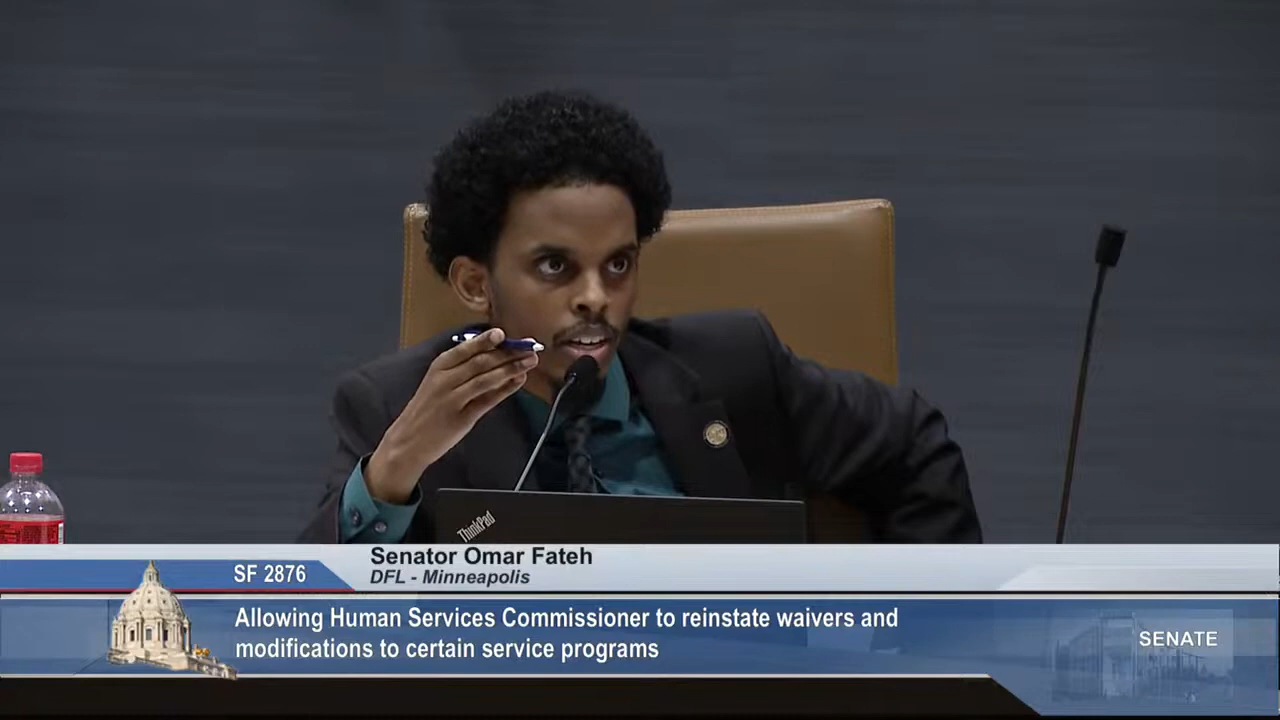 ThinkPad
Senator Omar Fateh
DFL - Minneapolis
SF 2876
Allowing Human Services Commissioner to reinstate waivers and
modifications to certain service programs
SENATE